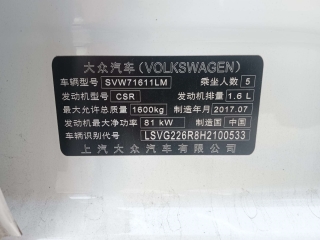 大众汽车(VOLKSWAGEN)
车辆型号 SVW71611LM 乘坐人数 5
发动机型号 CSR 发动机排量 1.6 L
最大允许总质量 1600kg 制造年月 2017.07
发动机最大净功率 81 kW 制造国 中国
车辆识别代号 LSVG226R8H2100533
上汽大众汽车有限公司